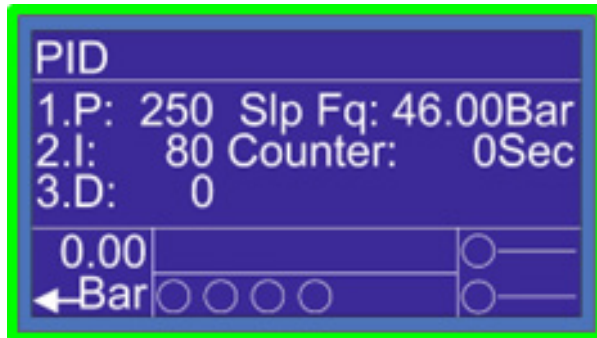 PID
1.P: 250 Slp Fq: 46.00Bar
2.I: 80 Counter: 0Sec
3.D: 0
0.00
Bar